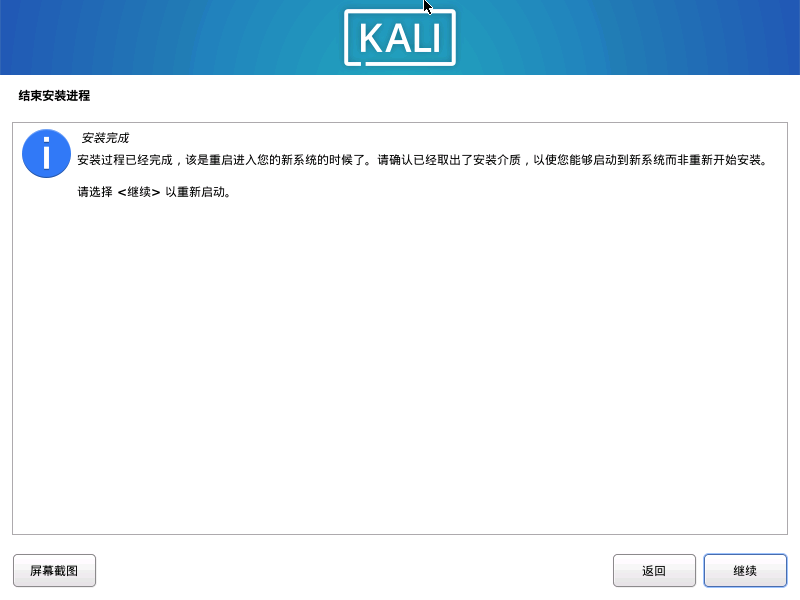 KALI
结束安装进程
安装完成
安装过程已经完成，该是重启进入您的新系统的时候了。请确认已经取出了安装介质，以使您能够启动到新系统而非重新开始安装。
请选择 <继续> 以重新启动。
屏幕截图
返回
继续